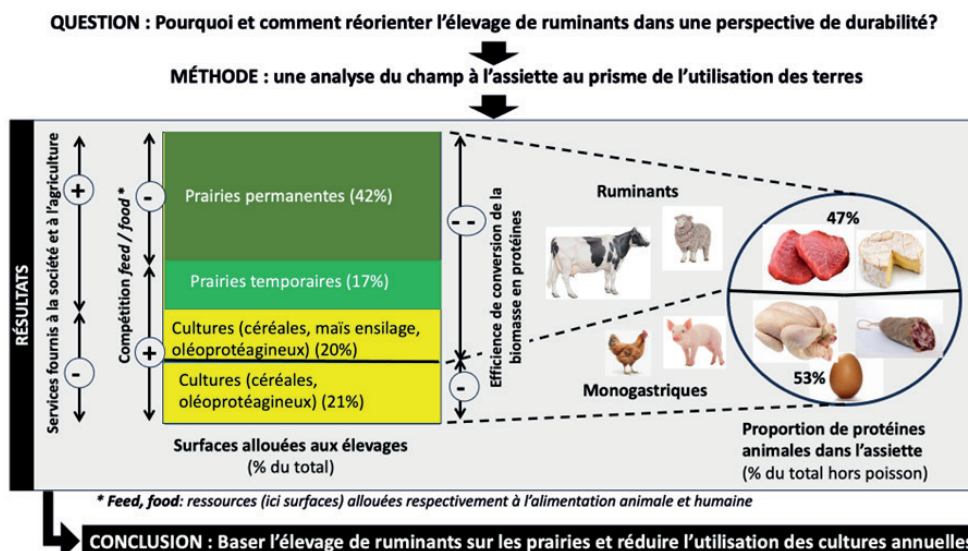 QUESTION : Pourquoi et comment réorienter l’élevage de ruminants dans une perspective de durabilité?
MÉTHODE : une analyse du champ à l’assiette au prisme de l’utilisation des terres
RÉSULTATS
Services fournis à la société et à l’agriculture
+
-
Compétition feed / food *
-
+
Prairies permanentes (42%)
Prairies temporaires (17%)
Cultures (céréales, maïs ensilage,
oléoprotéagineux) (20%)
Cultures (céréales,
oléoprotéagineux) (21%)
Surfaces allouées aux élevages
(% du total)
- -
-
Efficience de conversion de la
biomasse en protéines
Ruminants
Monogastriques
47%
53%
Proportion de protéines
animales dans l’assiette
(% du total hors poisson)
* Feed, food: ressources (ici surfaces) allouées respectivement à l’alimentation animale et humaine
CONCLUSION : Baser l’élevage de ruminants sur les prairies et réduire l’utilisation des cultures annuelles